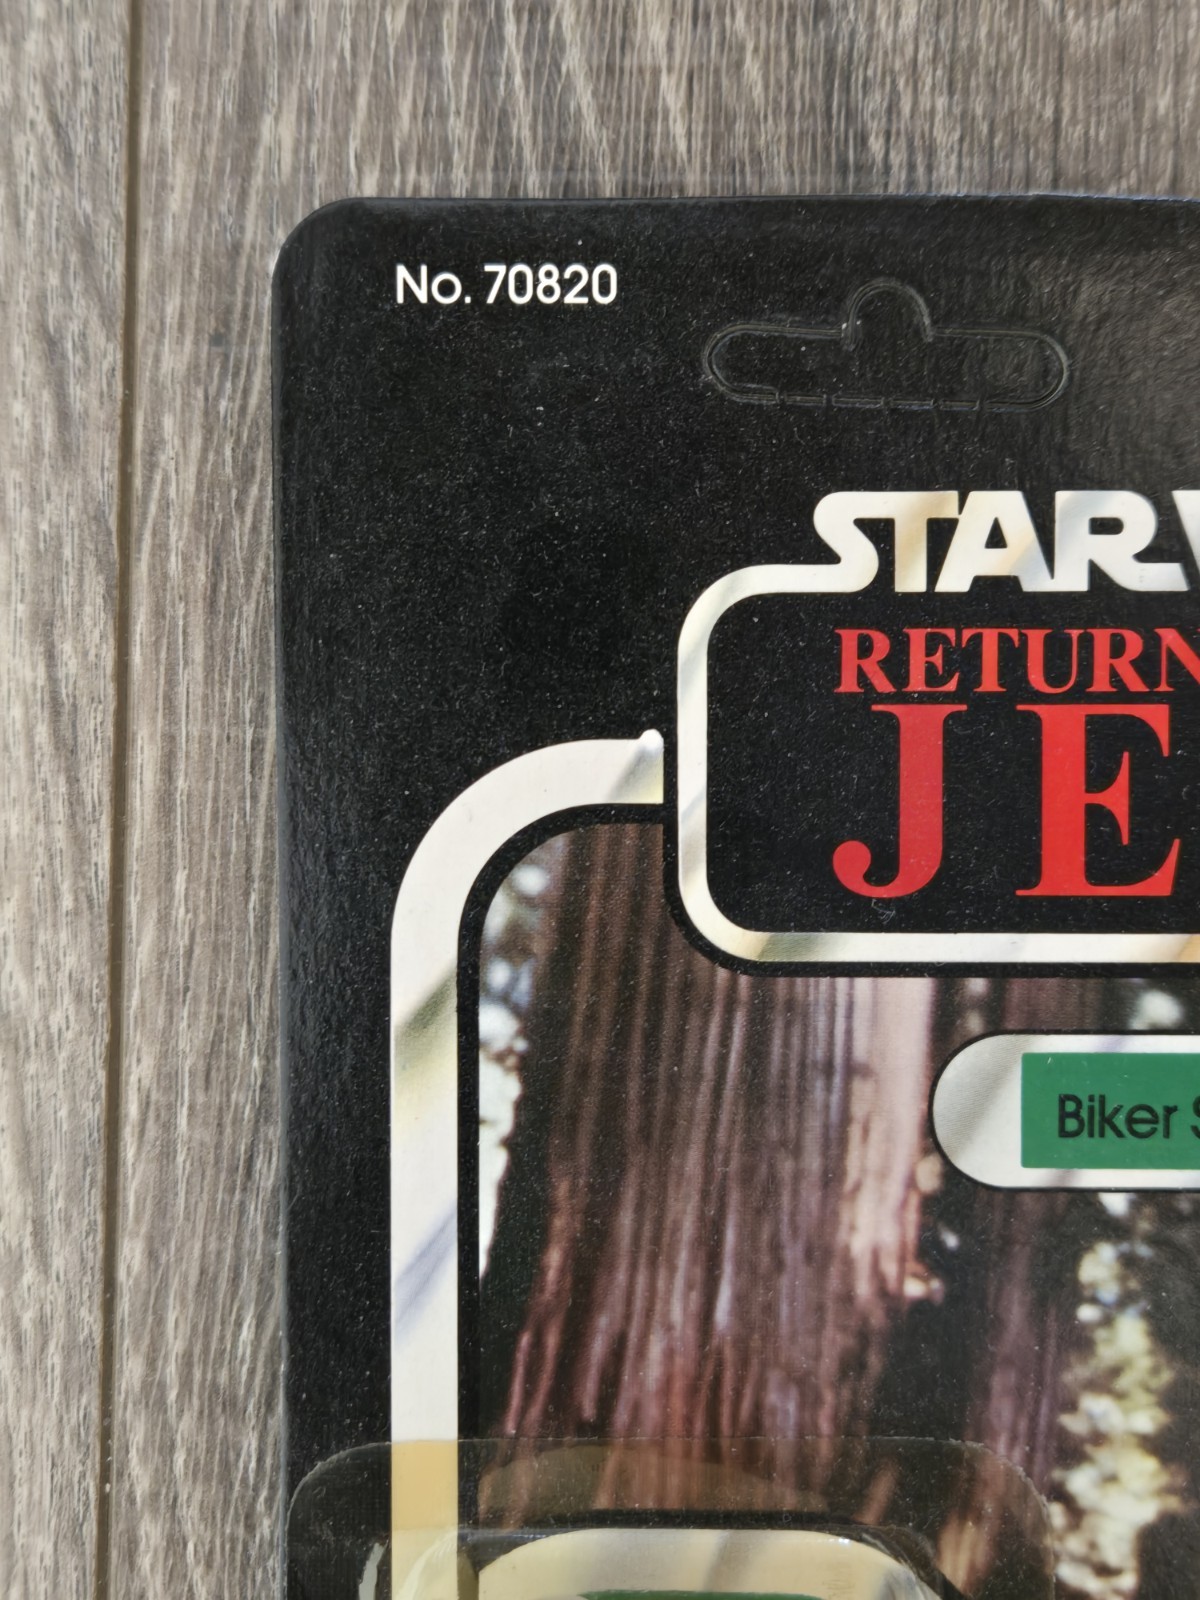 No. 70820
STAR
RETURN
JE
Biker